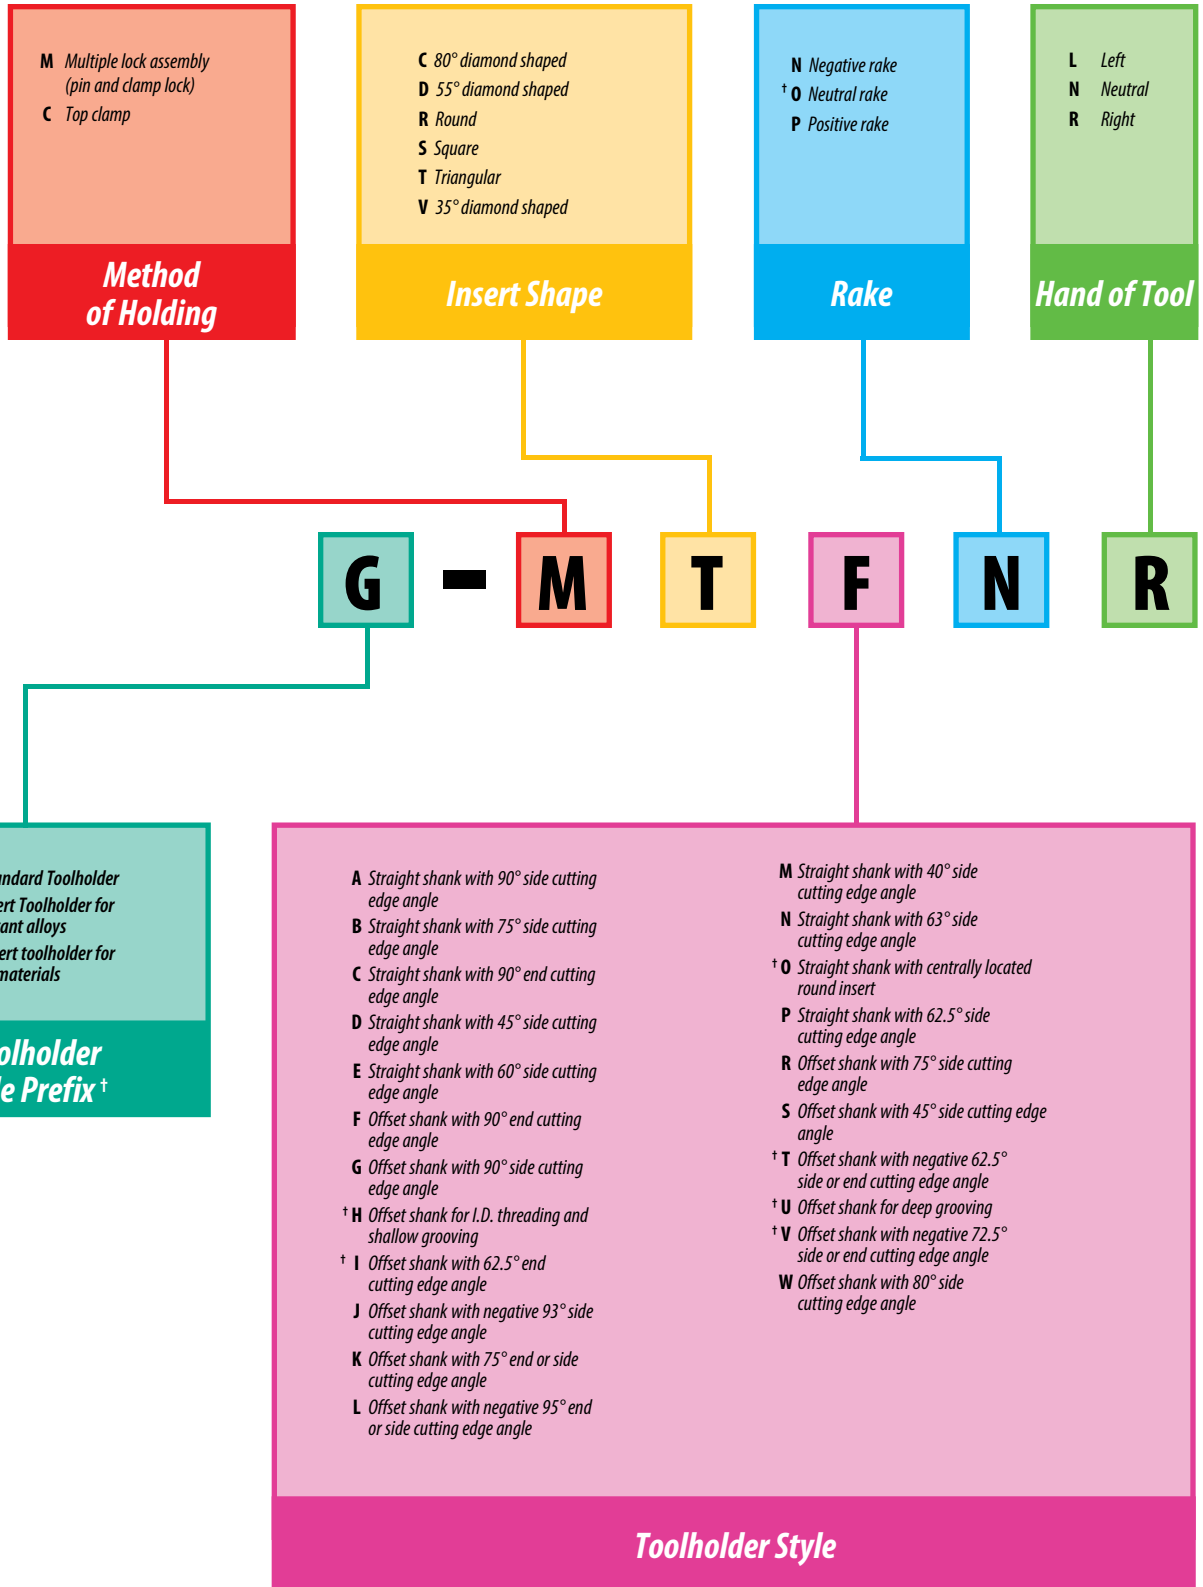 M Multiple lock assembly
(pin and clamp lock)
C Top clamp
Method
of Holding
C 80° diamond shaped
D 55° diamond shaped
R Round
S Square
T Triangular
V 35° diamond shaped
Insert Shape
N Negative rake
† O Neutral rake
P Positive rake
Rake
L Left
N Neutral
R Right
Hand of Tool
G - M T F N R
ndard Toolholder
ert Toolholder for
ant alloys
ert toolholder for
materials
olholder
le Prefix †
A Straight shank with 90° side cutting
edge angle
B Straight shank with 75° side cutting
edge angle
C Straight shank with 90° end cutting
edge angle
D Straight shank with 45° side cutting
edge angle
E Straight shank with 60° side cutting
edge angle
F Offset shank with 90° end cutting
edge angle
G Offset shank with 90° side cutting
edge angle
† H Offset shank for I.D. threading and
shallow grooving
† I Offset shank with 62.5° end
cutting edge angle
J Offset shank with negative 93° side
cutting edge angle
K Offset shank with 75° end or side
cutting edge angle
L Offset shank with negative 95° end
or side cutting edge angle
M Straight shank with 40° side
cutting edge angle
N Straight shank with 63° side
cutting edge angle
† O Straight shank with centrally located
round insert
P Straight shank with 62.5° side
cutting edge angle
R Offset shank with 75° side cutting
edge angle
S Offset shank with 45° side cutting edge
angle
† T Offset shank with negative 62.5°
side or end cutting edge angle
† U Offset shank for deep grooving
† V Offset shank with negative 72.5°
side or end cutting edge angle
W Offset shank with 80° side
cutting edge angle
Toolholder Style